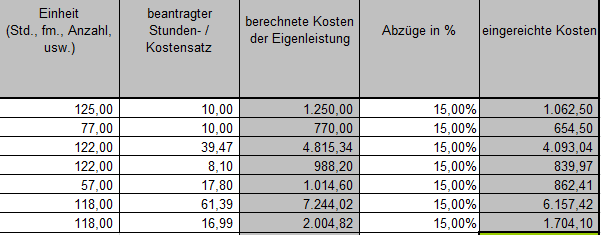 Einheit
(Std., fm., Anzahl,
usw.)
beantragter
Stunden- /
Kostensatz
berechnete Kosten
der Eigenleistung
Abzüge in %
eingereichte Kosten
125,00 10,00 1.250,00 15,00% 1.062,50
77,00 10,00 770,00 15,00% 654,50
122,00 39,47 4.815,34 15,00% 4.093,04
122,00 8,10 988,20 15,00% 839,97
57,00 17,80 1.014,60 15,00% 862,41
118,00 61,39 7.244,02 15,00% 6.157,42
118,00 16,99 2.004,82 15,00% 1.704,10